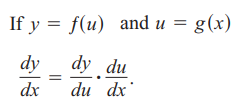 If y = f(u) and u = g(x)
dy/dx = dy/du · du/dx.